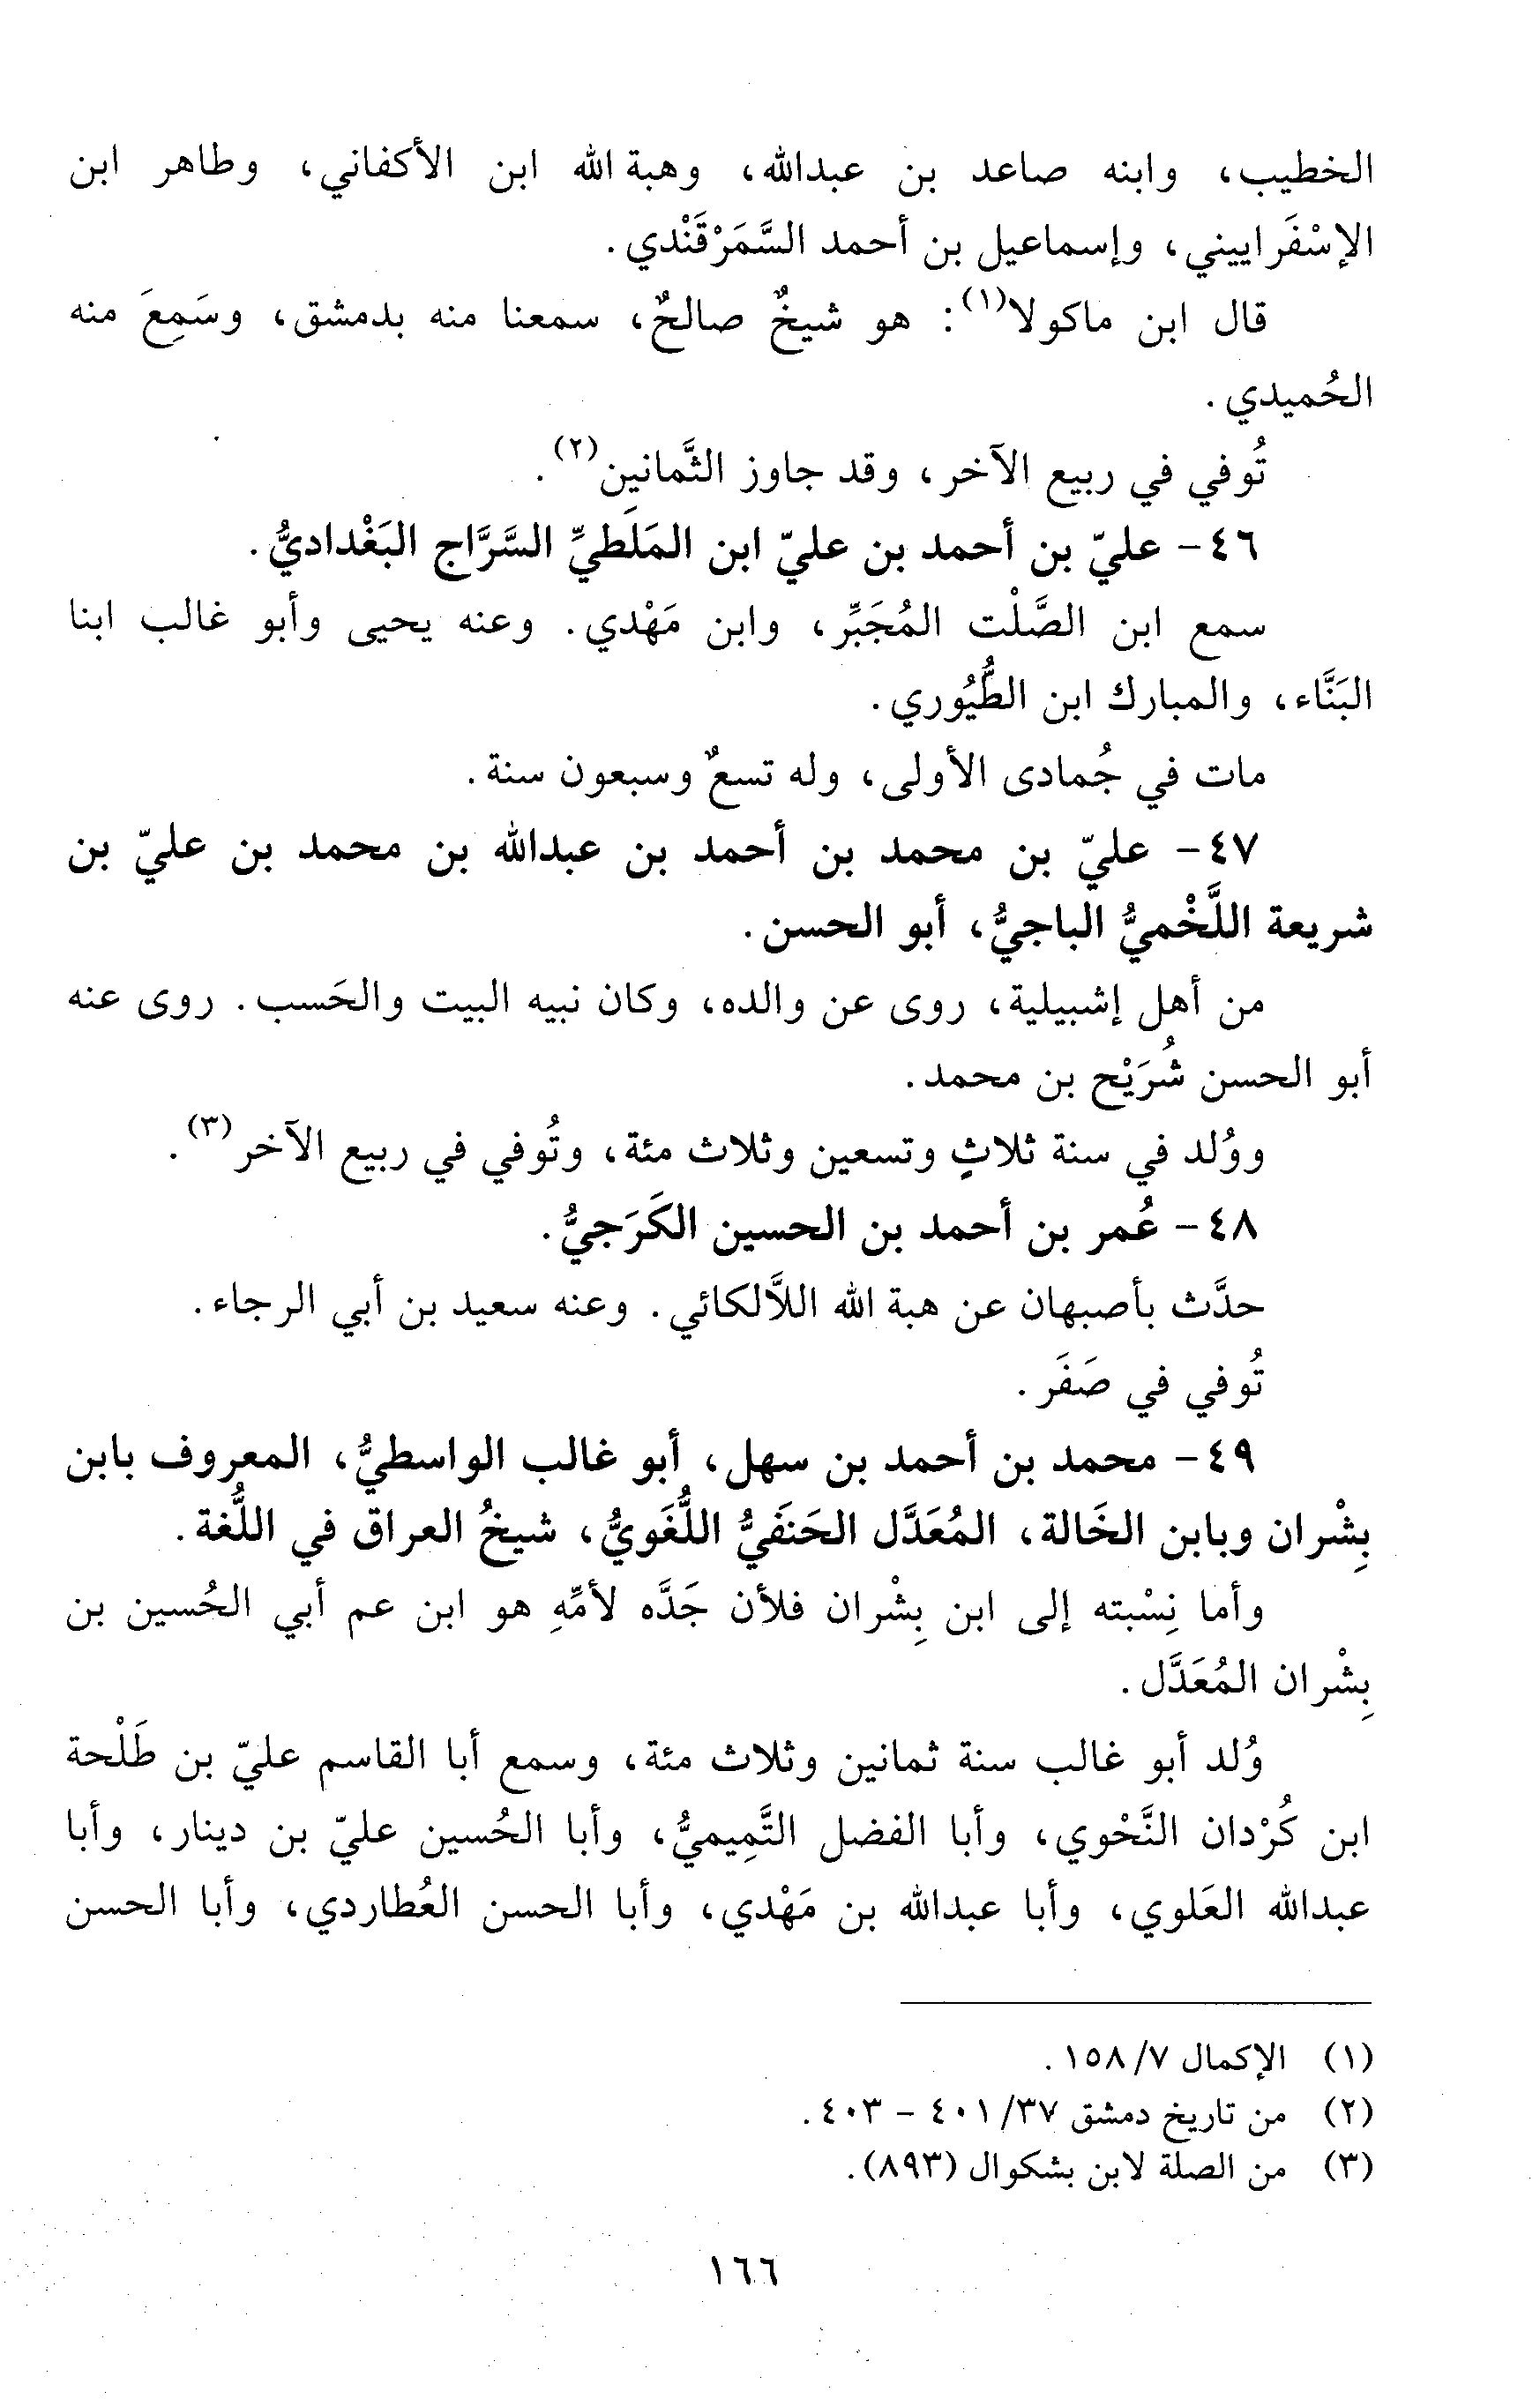 الخطيب، وابنه صاعد بن عبدالله، وهبة الله ابن الأكفاني، وطاهر ابن
الإسْفَراييني، وإسماعيل بن أحمد السَّمَرْقَنْدي.
قال ابن ماكولا(١): هو شيخٌ صالحٌ، سمعنا منه بدمشق، وسَمِعَ منه
الحُميدي.
تُوفي في ربيع الآخر، وقد جاوز الثَّمانين(٢).
٤٦- عليّ بن أحمد بن عليّ ابن المَلَطيِّ السَّرَّاج البَغْداديُّ.
سمع ابن الصَّلْت المُجَبِّر، وابن مَهْدي. وعنه يحيى وأبو غالب ابنا
البَنَّاء، والمبارك ابن الطُّيُوري.
مات في جُمادى الأولى، وله تسعٌ وسبعون سنة.
٤٧- عليّ بن محمد بن أحمد بن عبدالله بن محمد بن عليّ بن
شريعة اللَّخْميُّ الباجيُّ، أبو الحسن.
من أهل إشبيلية، روى عن والده، وكان نبيه البيت والحَسب. روى عنه
أبو الحسن شُرَيْح بن محمد.
ووُلد في سنة ثلاثٍ وتسعين وثلاث مئة، وتُوفي في ربيع الآخر(٣).
٤٨- عُمر بن أحمد بن الحسين الكَرَجيُّ.
حدَّث بأصبهان عن هبة الله اللاَّلكائي. وعنه سعيد بن أبي الرجاء.
تُوفي في صَفَر.
٤٩- محمد بن أحمد بن سهل، أبو غالب الواسطيُّ، المعروف بابن
بِشْران وبابن الخَالة، المُعَدَّل الحَنَفيُّ اللُّغَويُّ، شيخُ العراق في اللُّغة.
وأما نِسْبته إلى ابن بِشْران فلأن جَدَّه لأمِّهِ هو ابن عم أبي الحُسين بن
بِشْران المُعَدَّل.
وُلد أبو غالب سنة ثمانين وثلاث مئة، وسمع أبا القاسم عليّ بن طَلْحة
ابن كُرْدان النَّحْوي، وأبا الفضل التَّمِيميُّ، وأبا الحُسين عليّ بن دينار، وأبا
عبدالله العَلوي، وأبا عبدالله بن مَهْدي، وأبا الحسن العُطاردي، وأبا الحسن
(١) الإكمال ٧/ ١٥٨.
(٢) من تاريخ دمشق ٣٧/ ٤٠١ - ٤٠٣.
(٣) من الصلة لابن بشكوال (٨٩٣).
١٦٦